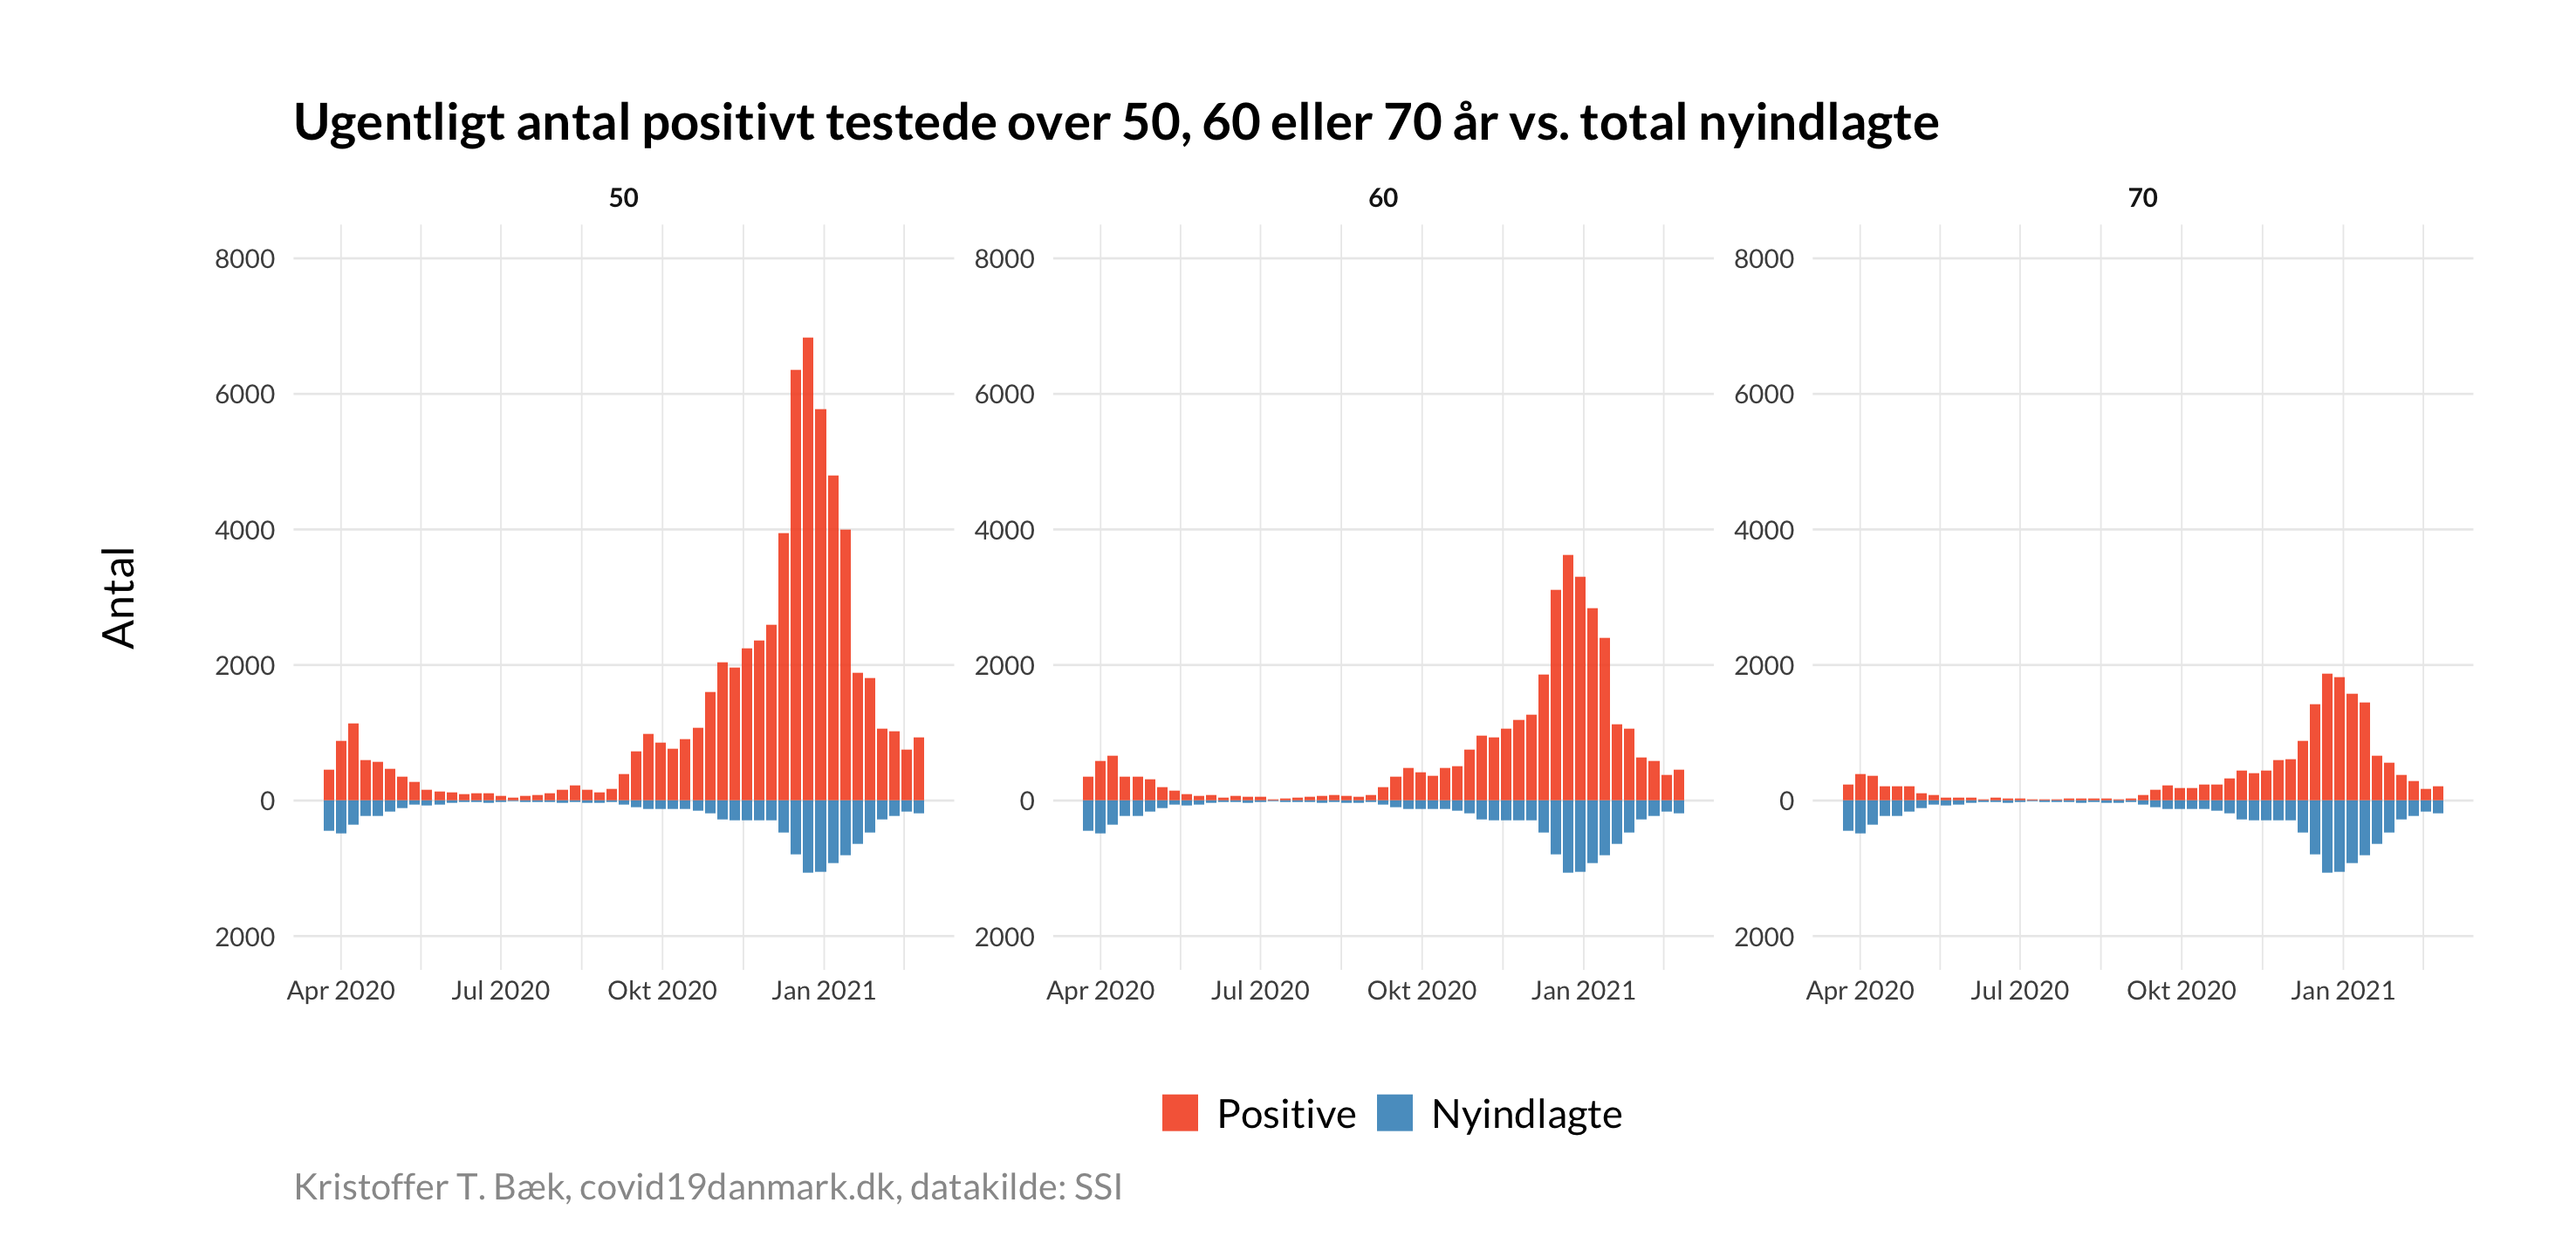 Ugentligt antal positivt testede over 50, 60 eller 70 år vs. total nyindlagte
50 60 70
8000 8000 8000
6000 6000 6000
4000 4000 4000
2000 2000 2000
0 0 0
2000 2000 2000
Antal
Apr 2020 Jul 2020 Okt 2020 Jan 2021 Apr 2020 Jul 2020 Okt 2020 Jan 2021 Apr 2020 Jul 2020 Okt 2020 Jan 2021
Positive Nyindlagte
Kristoffer T. Bæk, covid19danmark.dk, datakilde: SSI